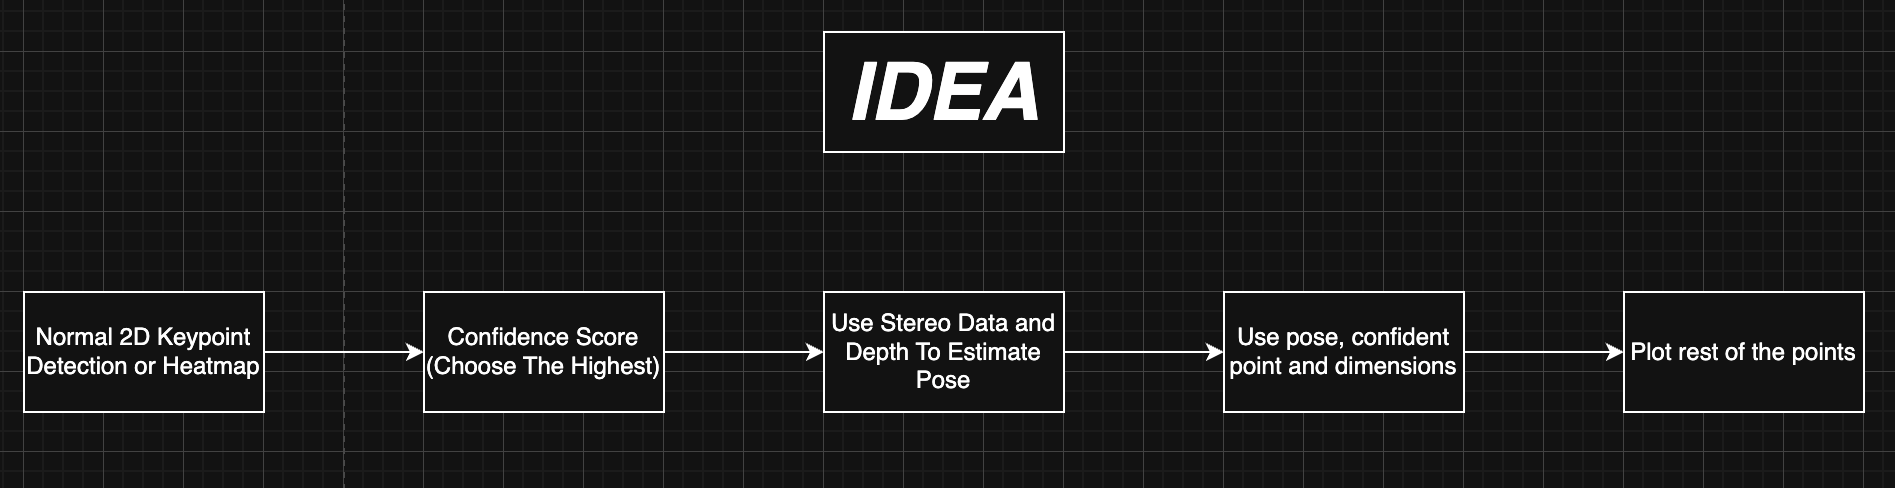 IDEA
Normal 2D Keypoint
Detection or Heatmap
Confidence Score
(Choose The Highest)
Use Stereo Data and
Depth To Estimate
Pose
Use pose, confident
point and dimensions
Plot rest of the points